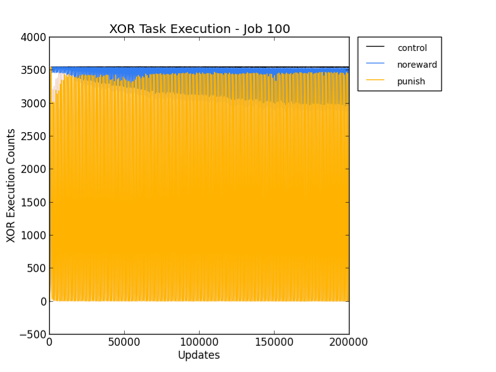 XOR Task Execution - Job 100
4000
3500
3000
2500
2000
1500
1000
500
0
−500
XOR Execution Counts
0 50000 100000 150000 200000
Updates
control
noreward
punish